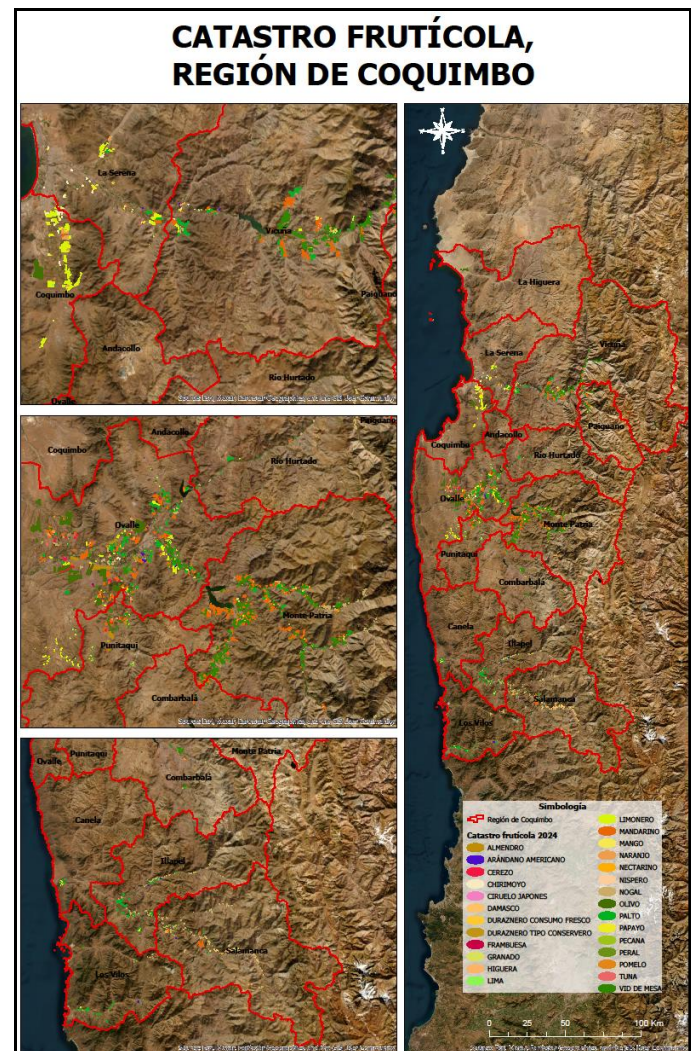 CATASTRO FRUTÍCOLA,
REGIÓN DE COQUIMBO
La Serena
Vicuña
Coquimbo
Paiguano
Andacollo
Río Hurtado
Ovalle
Coquimbo
Andacollo
Paiguano
Río Hurtado
Ovalle
Monte Patria
Punitaqui
Combarbalá
Ovalle
Punitaqui
Monte Patria
Combarbalá
Canela
Illapel
Salamanca
Los Vilos
La Higuera
La Serena
Vicuña
Coquimbo
Andacollo
Paiguano
Río Hurtado
Ovalle
Monte Patria
Punitaqui
Combarbalá
Canela
Illapel
Salamanca
Los Vilos
Simbología
Región de Coquimbo
Catastro frutícola 2024
ALMENDRO
ARÁNDANO AMERICANO
CEREZO
CHIRIMOYO
CIRUELO JAPONES
DAMASCO
DURAZNERO CONSUMO FRESCO
DURAZNERO TIPO CONSERVERO
FRAMBUESA
GRANADO
HIGUERA
LIMA
LIMONERO
MANDARINO
MANGO
NARANJO
NECTARINO
NISPERO
NOGAL
OLIVO
PALTO
PAPAYO
PECANA
PERAL
POMELO
TUNA
VID DE MESA
0 25 50 100 Km